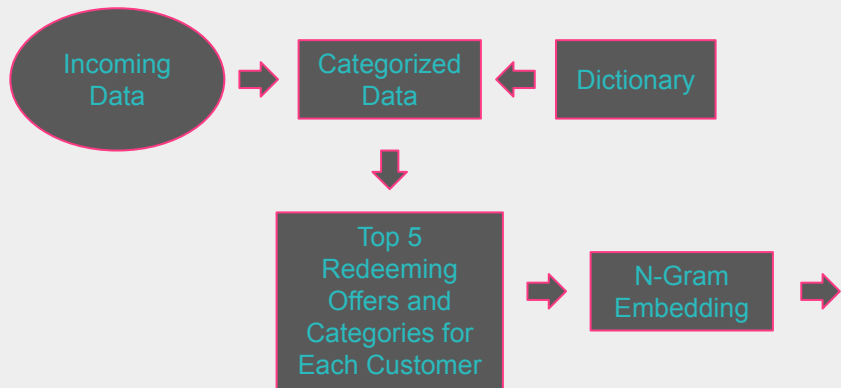 Incoming
Data
Categorized
Data
Dictionary
Top 5
Redeeming
Offers and
Categories for
Each Customer
N-Gram
Embedding